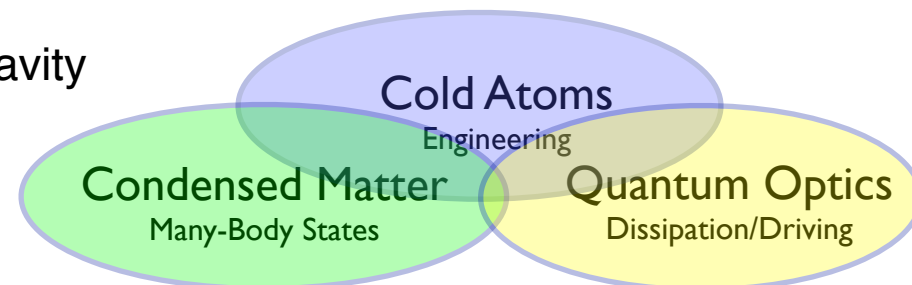 avity
Cold Atoms
Engineering
Condensed Matter
Many-Body States
Quantum Optics
Dissipation/Driving